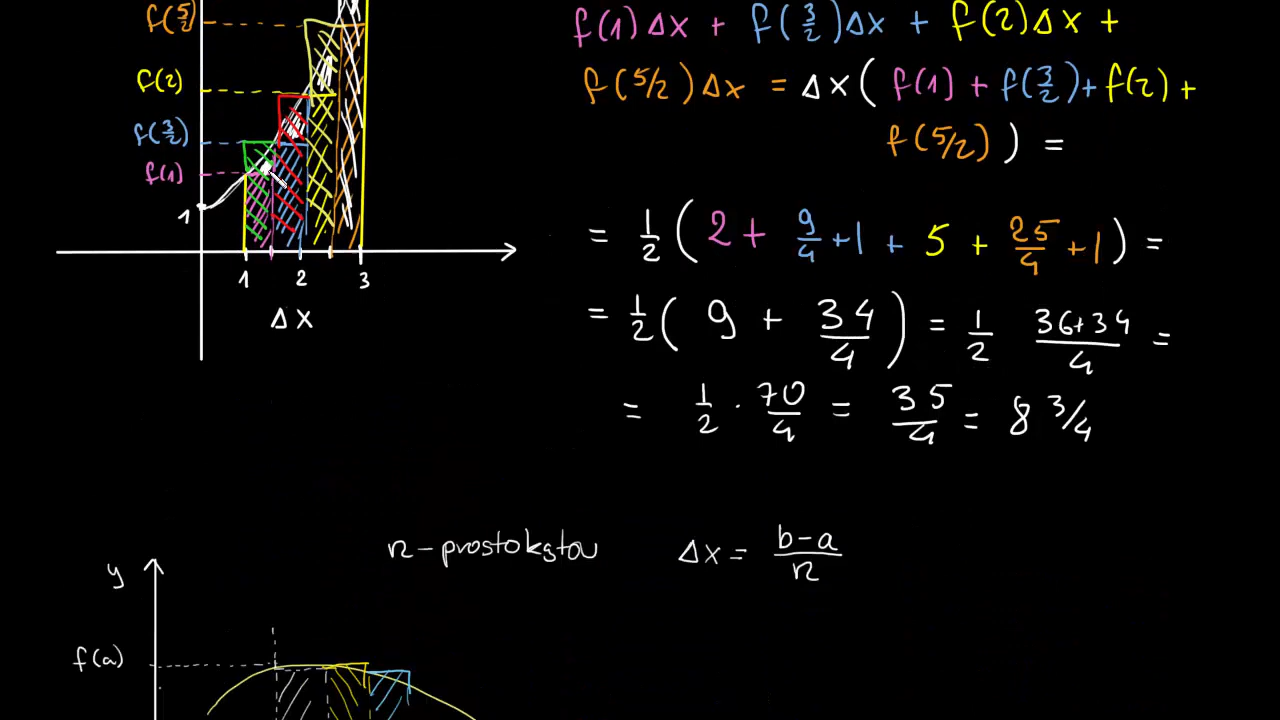 f(5/2)
f(2)
f(3/2)
f(1)
1
1 2 3
Δx
f(1)Δx + f(3/2)Δx + f(2)Δx +
f(5/2)Δx = Δx(f(1) + f(3/2) + f(2) +
f(5/2)) =
= 1/2 (2 + 9/4 + 1 + 5 + 25/4 + 1) =
= 1/2 (9 + 34/4) = 1/2 36+34/4 =
= 1/2 · 70/4 = 35/4 = 8 3/4
n - prostokątów Δx = b-a/n
y
f(a)